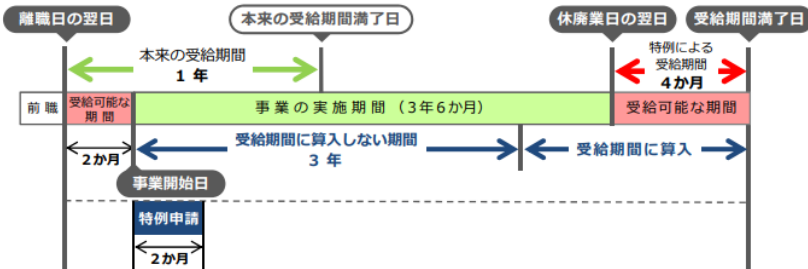 離職日の翌日
本来の受給期間満了日
休廃業日の翌日
受給期間満了日
本来の受給期間
1 年
特例による
受給期間
4か月
前 職
受給可能な
期 間
事 業 の 実 施 期 間 （3年6か月）
受給可能な期間
2か月
受給期間に算入しない期間
3 年
受給期間に算入
事業開始日
特例申請
2か月